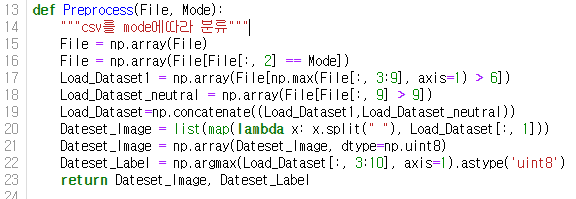 13 def Preprocess(File, Mode):
14     """csv를 mode에따라 분류"""
15     File = np.array(File)
16     File = np.array(File[File[:, 2] == Mode])
17     Load_Dataset1 = np.array(File[np.max(File[:, 3:9], axis=1) > 6])
18     Load_Dataset_neutral = np.array(File[File[:, 9] > 9])
19     Load_Dataset=np.concatenate((Load_Dataset1,Load_Dataset_neutral))
20     Dateset_Image = list(map(lambda x: x.split(" "), Load_Dataset[:, 1]))
21     Dateset_Image = np.array(Dateset_Image, dtype=np.uint8)
22     Dateset_Label = np.argmax(Load_Dataset[:, 3:10], axis=1).astype('uint8')
23     return Dateset_Image, Dateset_Label
24